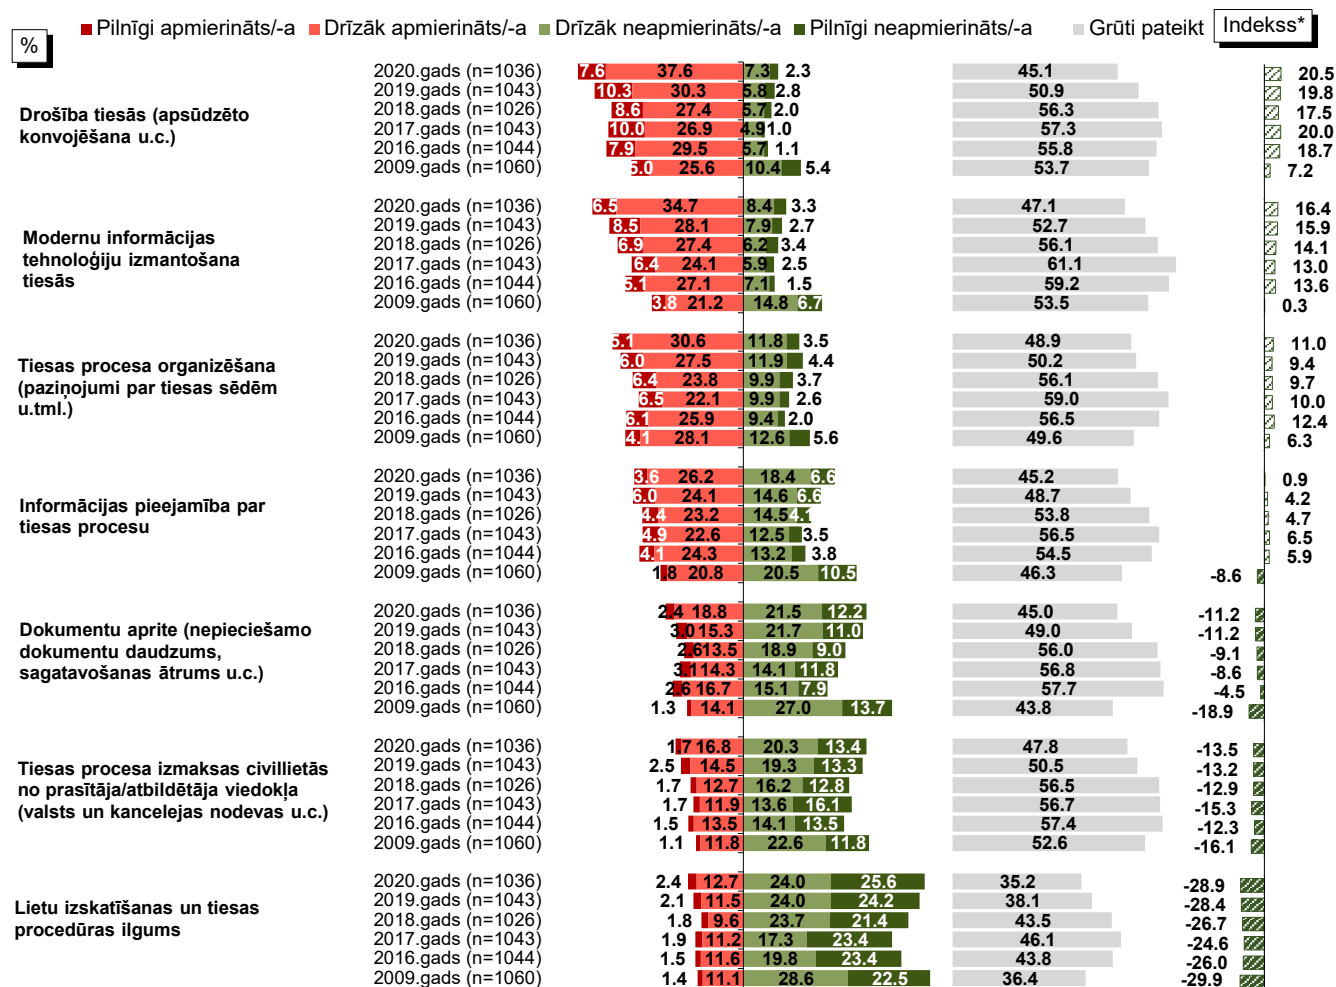 %
Pilnīgi apmierināts/-a Drīzāk apmierināts/-a Drīzāk neapmierināts/-a Pilnīgi neapmierināts/-a Grūti pateikt Indekss*
Drošība tiesās (apsūdzēto
konvojēšana u.c.)
2020.gads (n=1036) 7.6 37.6 7.3 2.3 45.1 20.5
2019.gads (n=1043) 10.3 30.3 5.8 2.8 50.9 19.8
2018.gads (n=1026) 8.6 27.4 5.7 2.0 56.3 17.5
2017.gads (n=1043) 10.0 26.9 4.9 1.0 57.3 20.0
2016.gads (n=1044) 7.9 29.5 5.7 1.1 55.8 18.7
2009.gads (n=1060) 5.0 25.6 10.4 5.4 53.7 7.2
Modernu informācijas
tehnoloģiju izmantošana
tiesās
2020.gads (n=1036) 6.5 34.7 8.4 3.3 47.1 16.4
2019.gads (n=1043) 8.5 28.1 7.9 2.7 52.7 15.9
2018.gads (n=1026) 6.9 27.4 6.2 3.4 56.1 14.1
2017.gads (n=1043) 6.4 24.1 5.9 2.5 61.1 13.0
2016.gads (n=1044) 5.1 27.1 7.1 1.5 59.2 13.6
2009.gads (n=1060) 3.8 21.2 14.8 6.7 53.5 0.3
Tiesas procesa organizēšana
(paziņojumi par tiesas sēdēm
u.tml.)
2020.gads (n=1036) 5.1 30.6 11.8 3.5 48.9 11.0
2019.gads (n=1043) 6.0 27.5 11.9 4.4 50.2 9.4
2018.gads (n=1026) 6.4 23.8 9.9 3.7 56.1 9.7
2017.gads (n=1043) 6.5 22.1 9.9 2.6 59.0 10.0
2016.gads (n=1044) 6.1 25.9 9.4 2.0 56.5 12.4
2009.gads (n=1060) 4.1 28.1 12.6 5.6 49.6 6.3
Informācijas pieejamība par
tiesas procesu
2020.gads (n=1036) 3.6 26.2 18.4 6.6 45.2 0.9
2019.gads (n=1043) 6.0 24.1 14.6 6.6 48.7 4.2
2018.gads (n=1026) 4.4 23.2 14.5 4.1 53.8 4.7
2017.gads (n=1043) 4.9 22.6 12.5 3.5 56.5 6.5
2016.gads (n=1044) 4.1 24.3 13.2 3.8 54.5 5.9
2009.gads (n=1060) 1.8 20.8 20.5 10.5 46.3 -8.6
Dokumentu aprite (nepieciešamo
dokumentu daudzums,
sagatavošanas ātrums u.c.)
2020.gads (n=1036) 2.4 18.8 21.5 12.2 45.0 -11.2
2019.gads (n=1043) 3.0 15.3 21.7 11.0 49.0 -11.2
2018.gads (n=1026) 2.6 13.5 18.9 9.0 56.0 -9.1
2017.gads (n=1043) 3.1 14.3 14.1 11.8 56.8 -8.6
2016.gads (n=1044) 2.6 16.7 15.1 7.9 57.7 -4.5
2009.gads (n=1060) 1.3 14.1 27.0 13.7 43.8 -18.9
Tiesas procesa izmaksas civillietās
no prasītāja/atbildētāja viedokļa
(valsts un kancelejas nodevas u.c.)
2020.gads (n=1036) 1.7 16.8 20.3 13.4 47.8 -13.5
2019.gads (n=1043) 2.5 14.5 19.3 13.3 50.5 -13.2
2018.gads (n=1026) 1.7 12.7 16.2 12.8 56.5 -12.9
2017.gads (n=1043) 1.7 11.9 13.6 16.1 56.7 -15.3
2016.gads (n=1044) 1.5 13.5 14.1 13.5 57.4 -12.3
2009.gads (n=1060) 1.1 11.8 22.6 11.8 52.6 -16.1
Lietu izskatīšanas un tiesas
procedūras ilgums
2020.gads (n=1036) 2.4 12.7 24.0 25.6 35.2 -28.9
2019.gads (n=1043) 2.1 11.5 24.0 24.2 38.1 -28.4
2018.gads (n=1026) 1.8 9.6 23.7 21.4 43.5 -26.7
2017.gads (n=1043) 1.9 11.2 17.3 23.4 46.1 -24.6
2016.gads (n=1044) 1.5 11.6 19.8 23.4 43.8 -26.0
2009.gads (n=1060) 1.4 11.1 28.6 22.5 36.4 -29.9